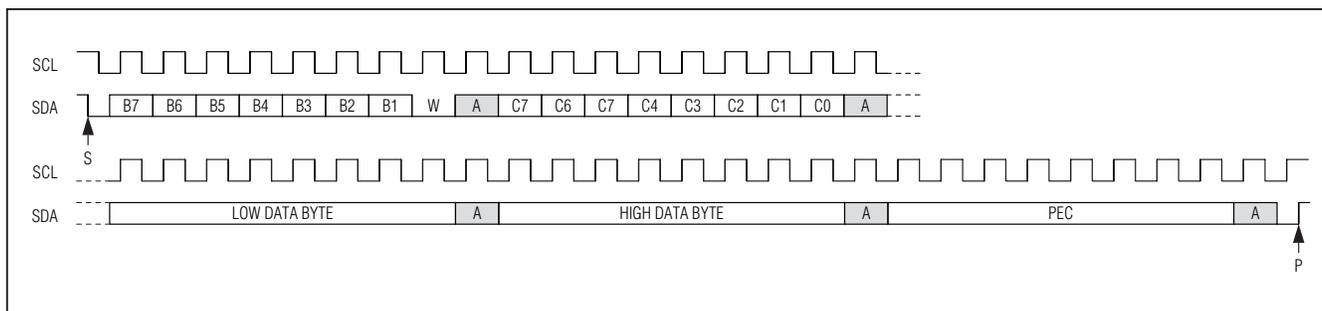 SCL
SDA B7 B6 B5 B4 B3 B2 B1 W A C7 C6 C7 C4 C3 C2 C1 C0 A
S
SCL
SDA LOW DATA BYTE A HIGH DATA BYTE A PEC A
P